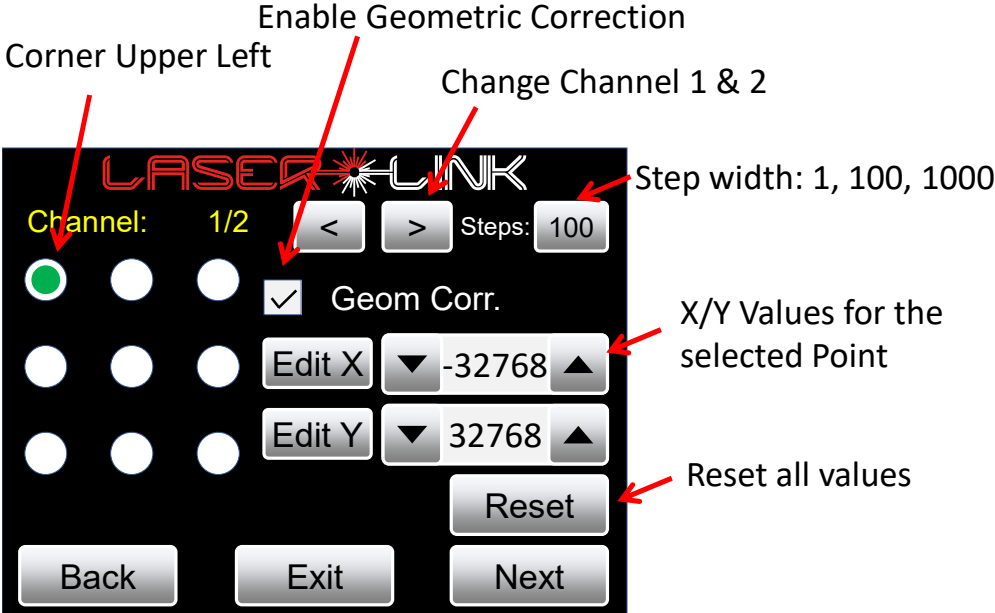 Enable Geometric Correction
Corner Upper Left
Change Channel 1 & 2
LASER LINK
Step width: 1, 100, 1000
Channel: 1/2 < > Steps: 100
Geom Corr.
X/Y Values for the
selected Point
Edit X -32768
Edit Y 32768
Reset all values
Reset
Back Exit Next